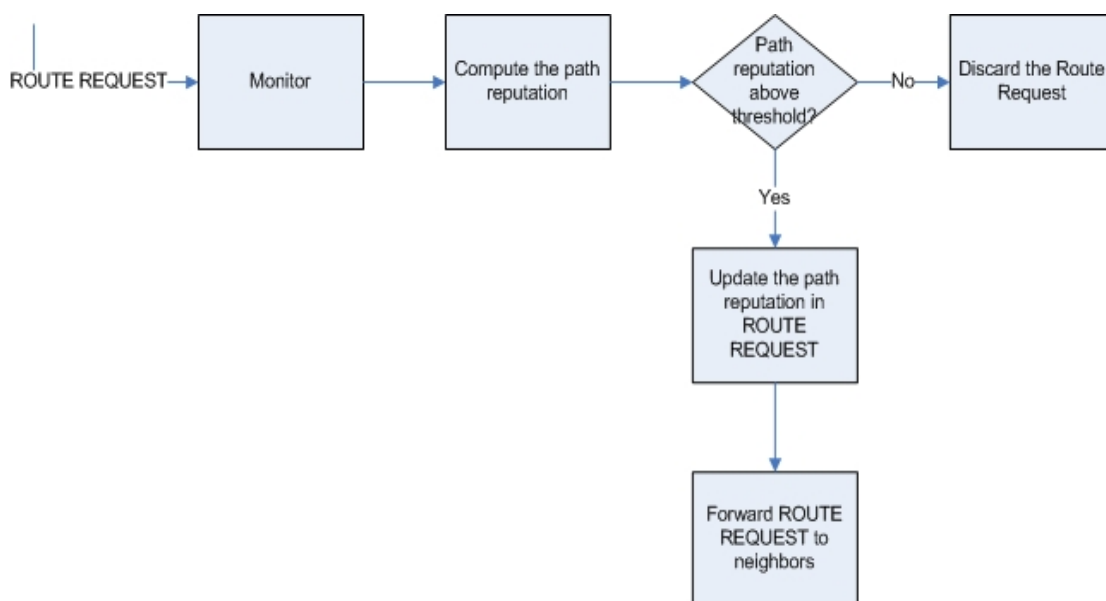 ROUTE REQUEST
Monitor
Compute the path
reputation
Path
reputation
above
threshold?
No
Discard the Route
Request
Yes
Update the path
reputation in
ROUTE
REQUEST
Forward ROUTE
REQUEST to
neighbors